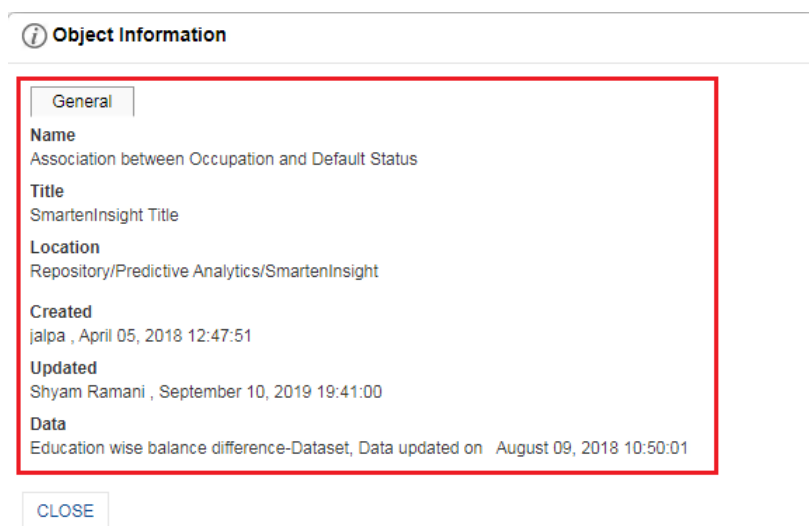 Object Information
General
Name
Association between Occupation and Default Status
Title
SmartenInsight Title
Location
Repository/Predictive Analytics/SmartenInsight
Created
jalpa , April 05, 2018 12:47:51
Updated
Shyam Ramani , September 10, 2019 19:41:00
Data
Education wise balance difference-Dataset, Data updated on August 09, 2018 10:50:01
CLOSE